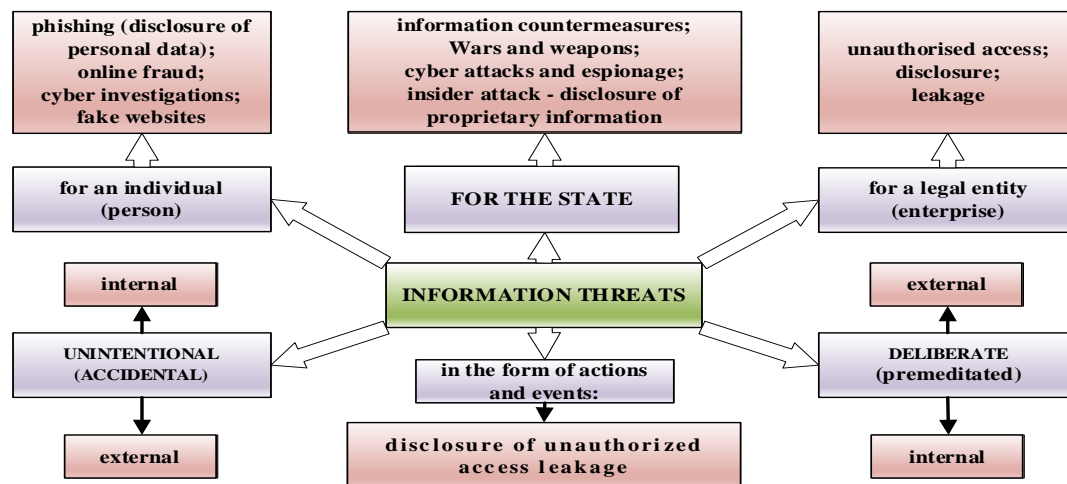 phishing (disclosure of
personal data);
online fraud;
cyber investigations;
fake websites
information countermeasures;
Wars and weapons;
cyber attacks and espionage;
insider attack - disclosure of
proprietary information
unauthorised access;
disclosure;
leakage
for an individual
(person)
FOR THE STATE
for a legal entity
(enterprise)
internal
INFORMATION THREATS
external
UNINTENTIONAL
(ACCIDENTAL)
in the form of actions
and events:
DELIBERATE
(premeditated)
external
disclosure of unauthorized
access leakage
internal